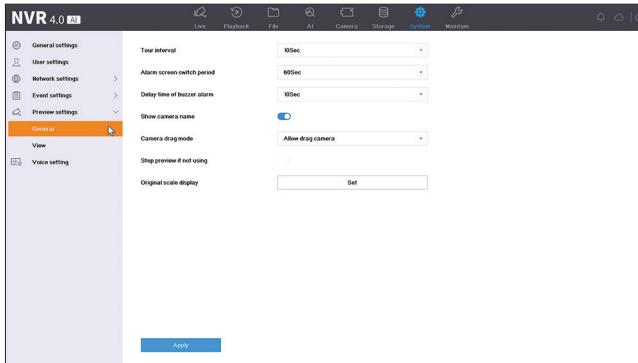 NVR 4.0 AI
Live Playback File AI Camera Storage System Maintain
General settings
User settings
Network settings
Event settings
Preview settings
General
View
Voice setting
Tour interval 10Sec
Alarm screen switch period 60Sec
Delay time of buzzer alarm 10Sec
Show camera name
Camera drag mode Allow drag camera
Stop preview if not using
Original scale display Set
Apply